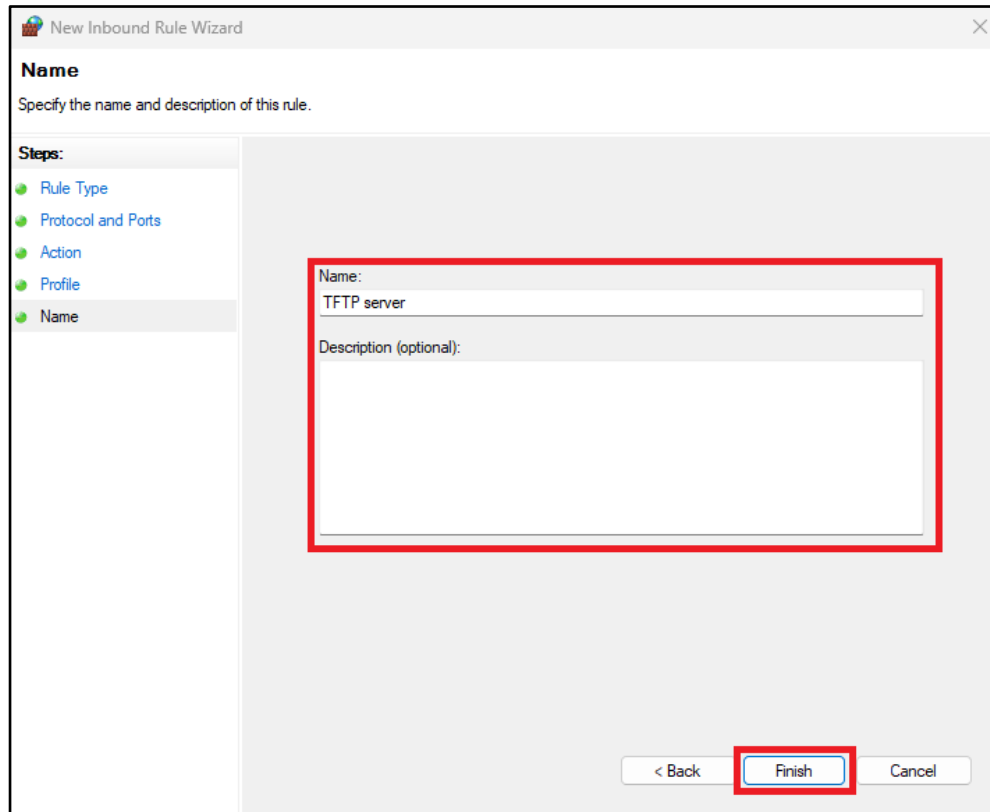 New Inbound Rule Wizard
Name
Specify the name and description of this rule.
Steps:
Rule Type
Protocol and Ports
Action
Profile
Name
Name:
TFTP server
Description (optional):
< Back
Finish
Cancel